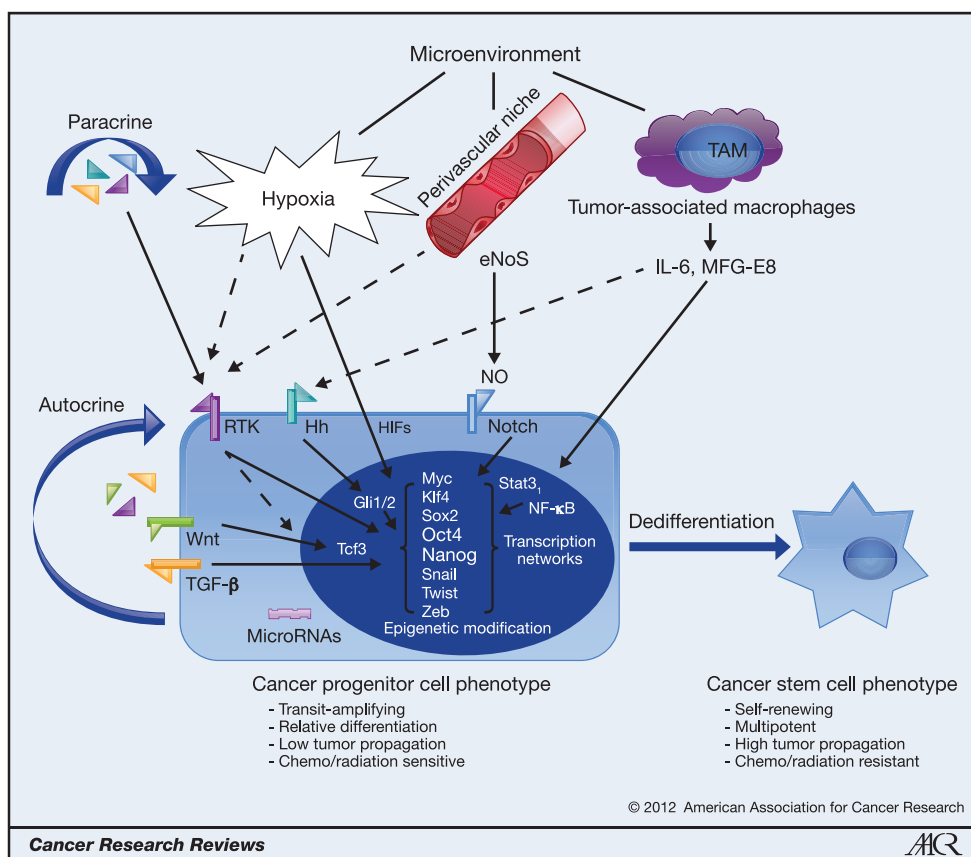 Microenvironment
Paracrine
Hypoxia
Perivascular niche
TAM
Tumor-associated macrophages
eNoS
IL-6, MFG-E8
NO
Autocrine
RTK
Hh
HIFs
Notch
Gli1/2
Myc
Klf4
Sox2
Oct4
Nanog
Snail
Twist
Zeb
Stat3₁
NF-κB
Transcription
networks
Wnt
Tcf3
TGF-β
MicroRNAs
Epigenetic modification
Dedifferentiation
Cancer progenitor cell phenotype
- Transit-amplifying
- Relative differentiation
- Low tumor propagation
- Chemo/radiation sensitive
Cancer stem cell phenotype
- Self-renewing
- Multipotent
- High tumor propagation
- Chemo/radiation resistant
© 2012 American Association for Cancer Research
Cancer Research Reviews
AACR